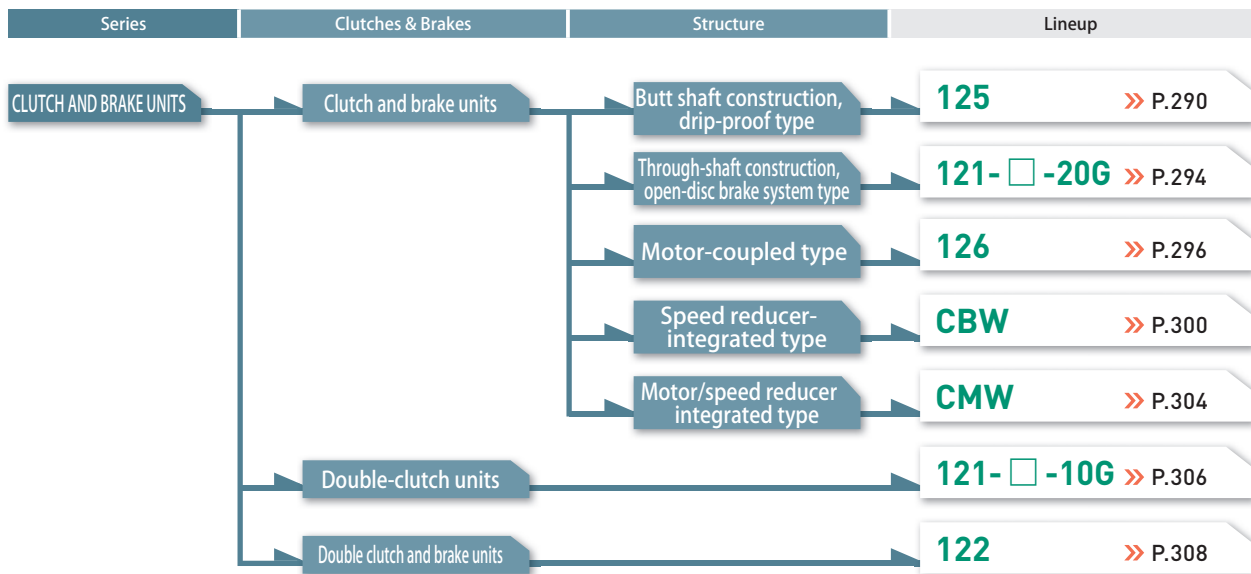 Series Clutches & Brakes Structure Lineup
CLUTCH AND BRAKE UNITS
Clutch and brake units
Butt shaft construction,
drip-proof type
125 » P.290
Through-shaft construction,
open-disc brake system type
121- □ -20G » P.294
Motor-coupled type
126 » P.296
Speed reducer-
integrated type
CBW » P.300
Motor/speed reducer
integrated type
CMW » P.304
Double-clutch units
121- □ -10G » P.306
Double clutch and brake units
122 » P.308